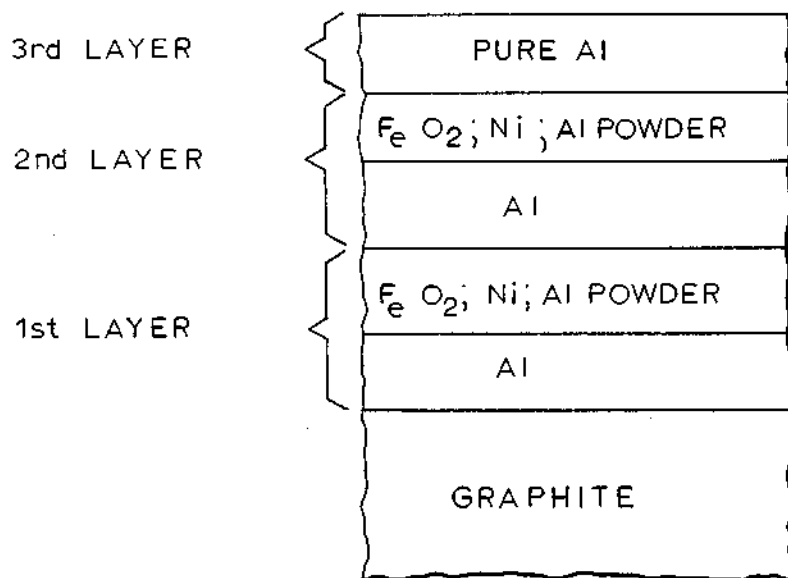 3rd LAYER
PURE Al
Fe O2; Ni; Al POWDER
2nd LAYER
Al
Fe O2; Ni; Al POWDER
1st LAYER
Al
GRAPHITE